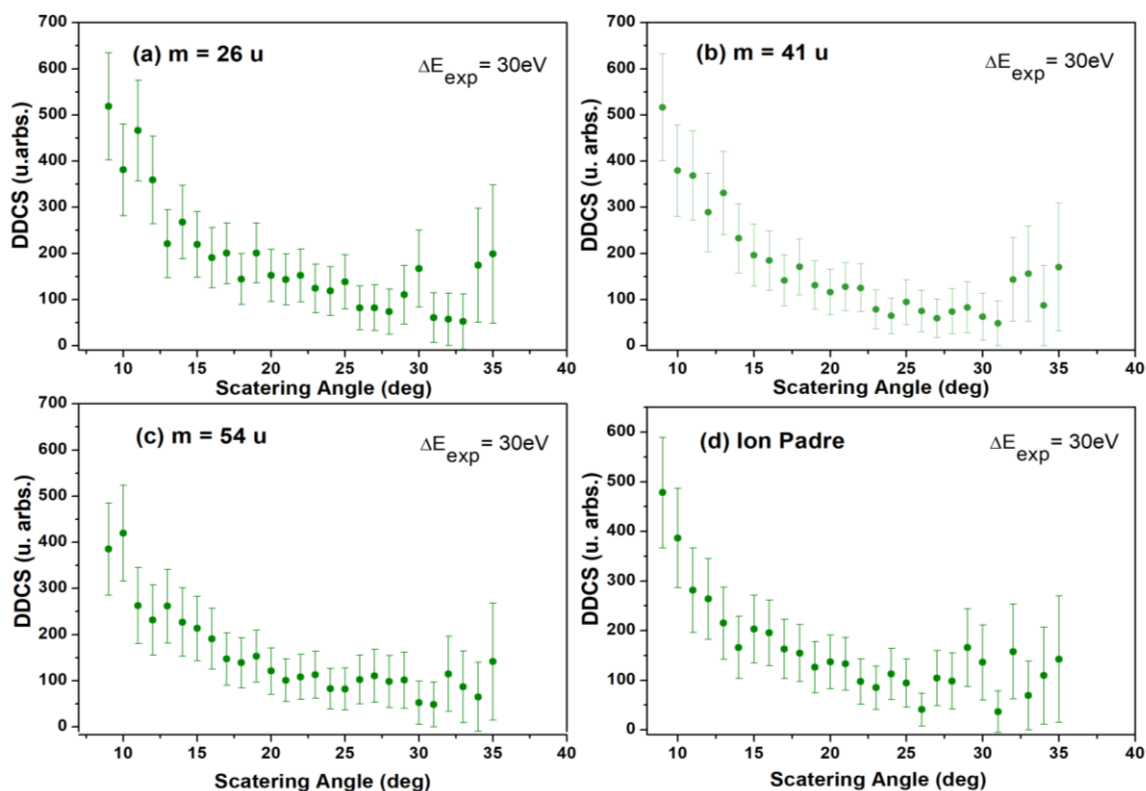 (a) m = 26 u
ΔE_exp = 30eV
DDCS (u.arbs.)
700
600
500
400
300
200
100
0
10 15 20 25 30 35 40
Scatering Angle (deg)
(b) m = 41 u
ΔE_exp = 30eV
DDCS (u. arbs.)
700
600
500
400
300
200
100
0
10 15 20 25 30 35 40
Scatering Angle (deg)
(c) m = 54 u
ΔE_exp = 30eV
DDCS (u. arbs.)
700
600
500
400
300
200
100
0
10 15 20 25 30 35 40
Scatering Angle (deg)
(d) Ion Padre
ΔE_exp = 30eV
DDCS (u. arbs.)
600
500
400
300
200
100
0
10 15 20 25 30 35 40
Scatering Angle (deg)